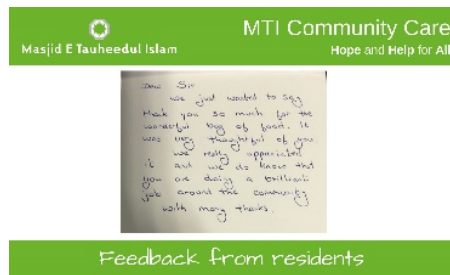 Masjid E Tauheedul Islam
MTI Community Care
Hope and Help for All
Dear Sir
we just wanted to say
thank you so much for the
wonderful bag of food. It
was very thoughtful of you.
we really appreciated
it and we do know that
you are doing a brilliant
job around the community
with many thanks.
Feedback from residents